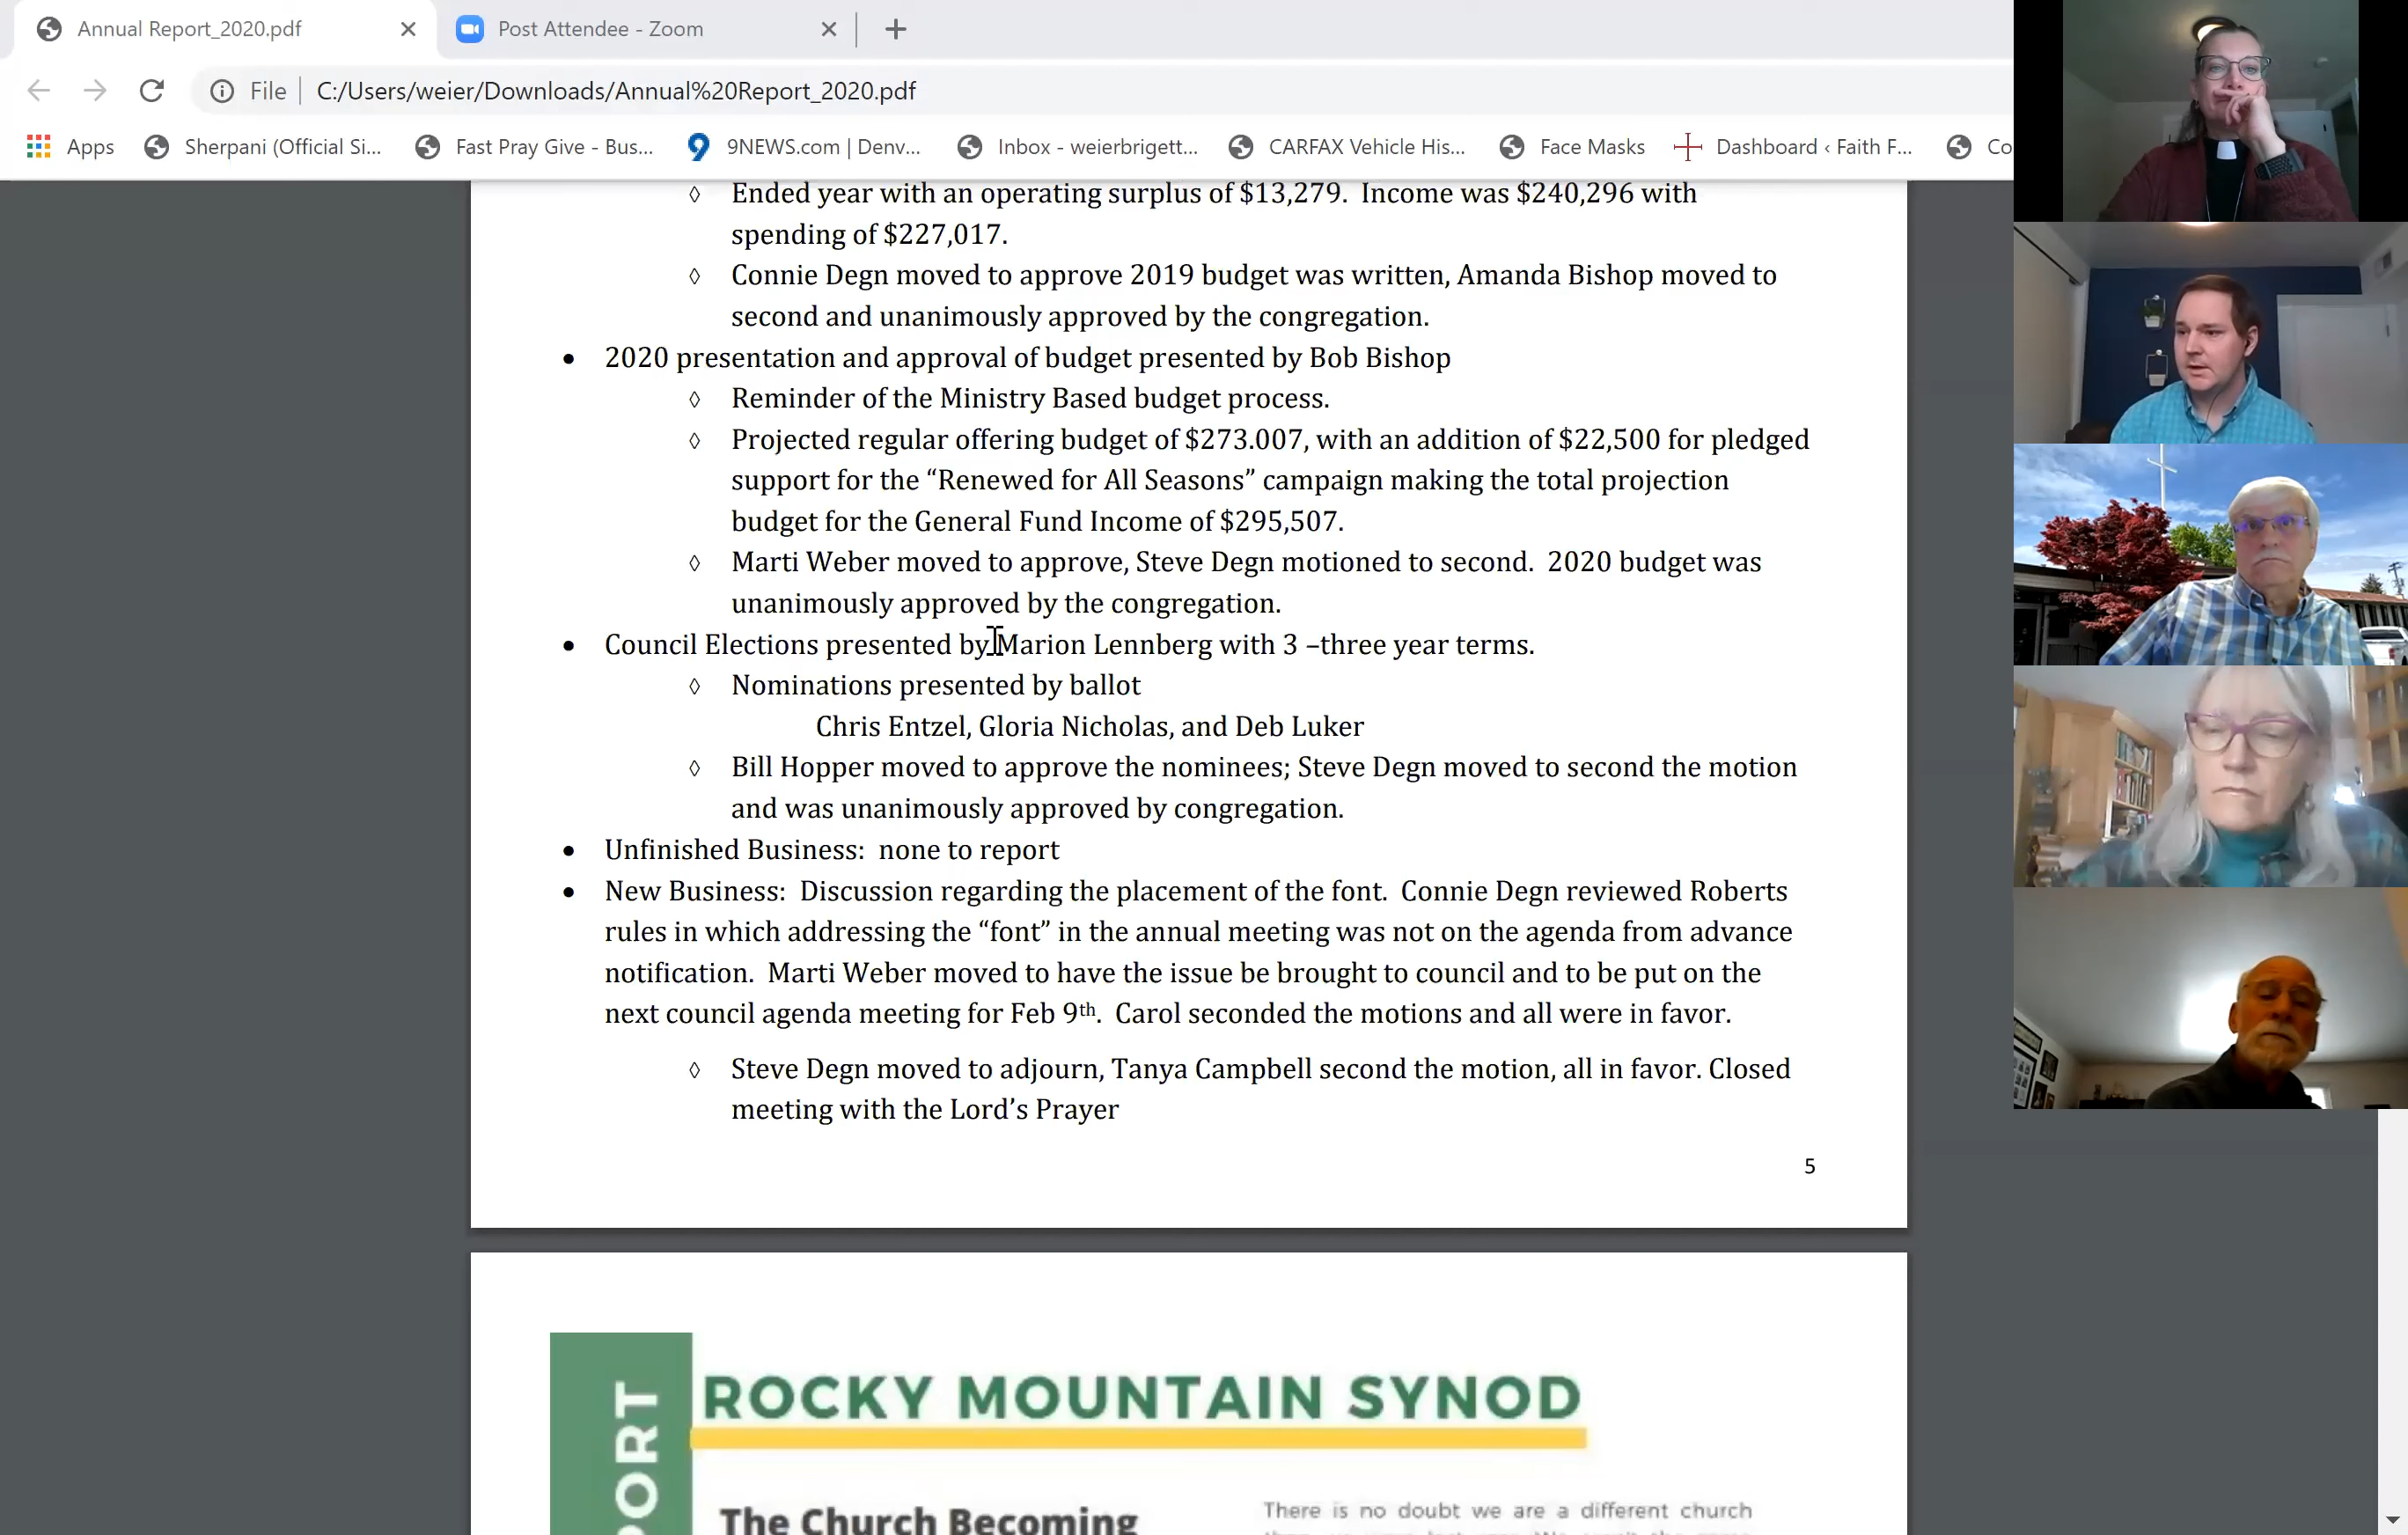 Annual Report_2020.pdf
Post Attendee - Zoom
File
C:/Users/weier/Downloads/Annual%20Report_2020.pdf
Apps
Sherpani (Official Si...
Fast Pray Give - Bus...
9NEWS.com | Denv...
Inbox - weierbrigett...
CARFAX Vehicle His...
Face Masks
Dashboard ‹ Faith F...
Co
◊ Ended year with an operating surplus of $13,279. Income was $240,296 with
spending of $227,017.
◊ Connie Degn moved to approve 2019 budget was written, Amanda Bishop moved to
second and unanimously approved by the congregation.
• 2020 presentation and approval of budget presented by Bob Bishop
◊ Reminder of the Ministry Based budget process.
◊ Projected regular offering budget of $273.007, with an addition of $22,500 for pledged
support for the “Renewed for All Seasons” campaign making the total projection
budget for the General Fund Income of $295,507.
◊ Marti Weber moved to approve, Steve Degn motioned to second. 2020 budget was
unanimously approved by the congregation.
• Council Elections presented by Marion Lennberg with 3 –three year terms.
◊ Nominations presented by ballot
Chris Entzel, Gloria Nicholas, and Deb Luker
◊ Bill Hopper moved to approve the nominees; Steve Degn moved to second the motion
and was unanimously approved by congregation.
• Unfinished Business: none to report
• New Business: Discussion regarding the placement of the font. Connie Degn reviewed Roberts
rules in which addressing the “font” in the annual meeting was not on the agenda from advance
notification. Marti Weber moved to have the issue be brought to council and to be put on the
next council agenda meeting for Feb 9th. Carol seconded the motions and all were in favor.
◊ Steve Degn moved to adjourn, Tanya Campbell second the motion, all in favor. Closed
meeting with the Lord’s Prayer
5
PORT
ROCKY MOUNTAIN SYNOD
The Church Becoming
There is no doubt we are a different church